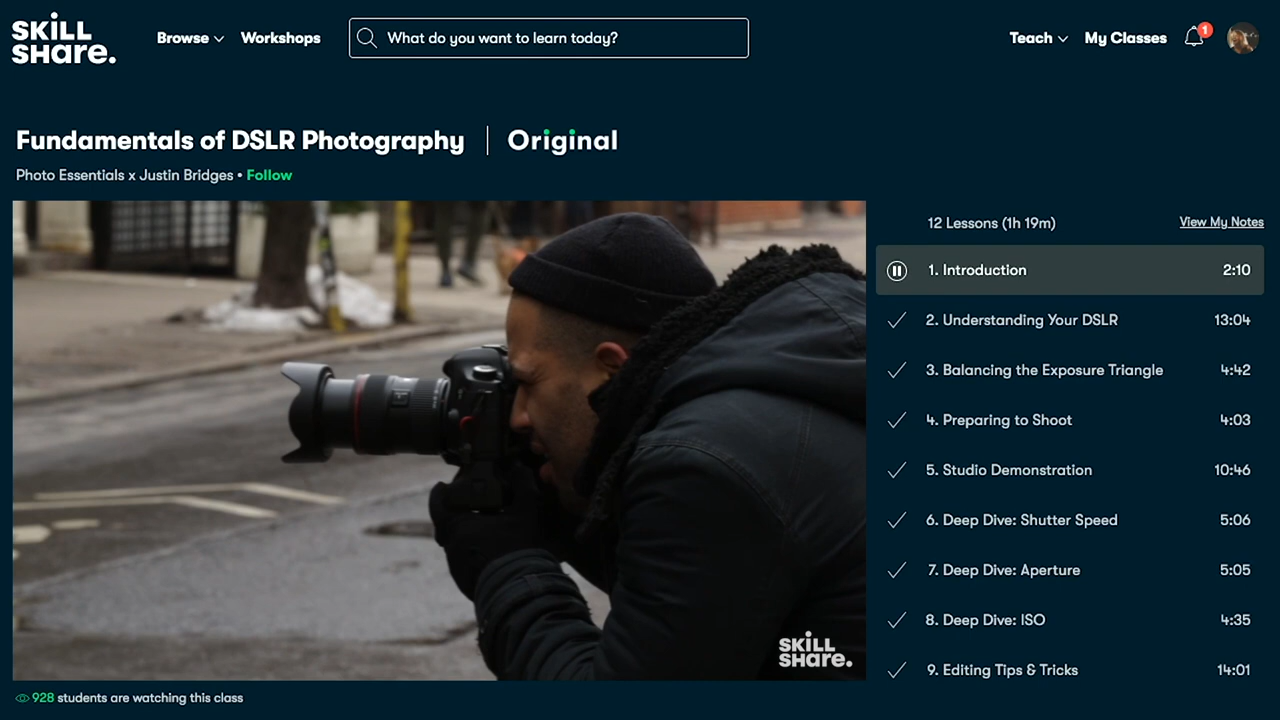 SKILL
SHare.
Browse
Workshops
What do you want to learn today?
Teach
My Classes
1
Fundamentals of DSLR Photography | Original
Photo Essentials x Justin Bridges • Follow
12 Lessons (1h 19m)
View My Notes
1. Introduction 2:10
2. Understanding Your DSLR 13:04
3. Balancing the Exposure Triangle 4:42
4. Preparing to Shoot 4:03
5. Studio Demonstration 10:46
6. Deep Dive: Shutter Speed 5:06
7. Deep Dive: Aperture 5:05
8. Deep Dive: ISO 4:35
9. Editing Tips & Tricks 14:01
SKILL
SHare.
928 students are watching this class